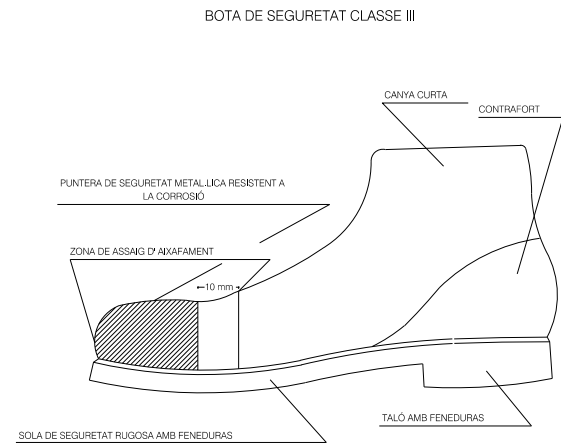 BOTA DE SEGURETAT CLASSE III
CANYA CURTA
CONTRAFORT
PUNTERA DE SEGURETAT METAL.LICA RESISTENT A
LA CORROSIÓ
ZONA DE ASSAIG D' AIXAFAMENT
10 mm
TALÓ AMB FENEDURAS
SOLA DE SEGURETAT RUGOSA AMB FENEDURAS